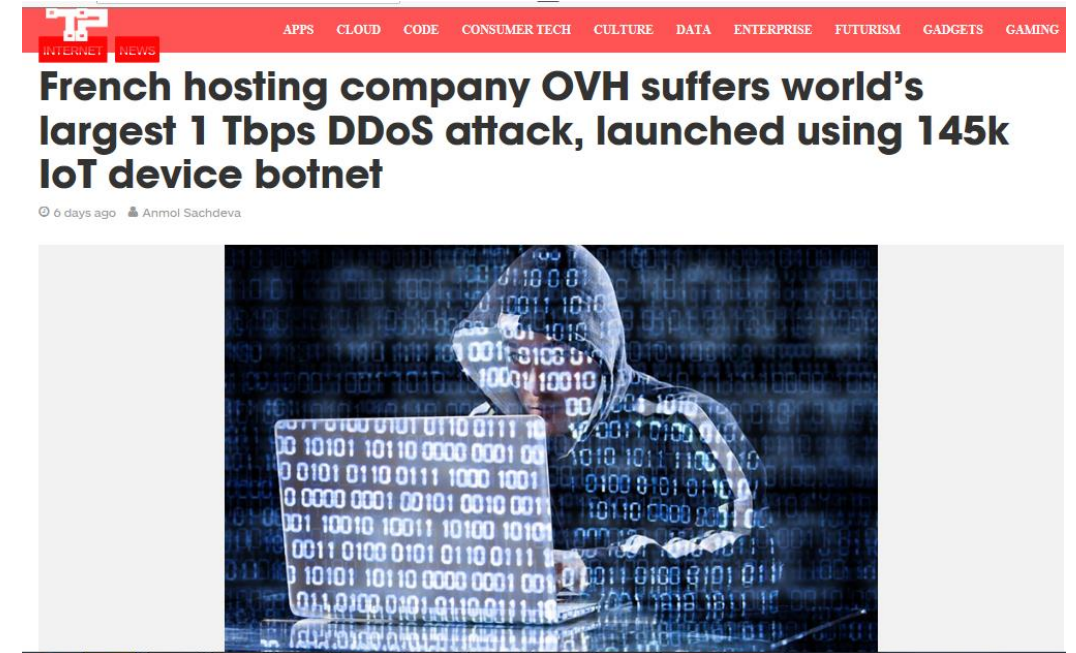 APPS CLOUD CODE CONSUMER TECH CULTURE DATA ENTERPRISE FUTURISM GADGETS GAMING
INTERNET NEWS
French hosting company OVH suffers world's
largest 1 Tbps DDoS attack, launched using 145k
IoT device botnet
6 days ago Anmol Sachdeva